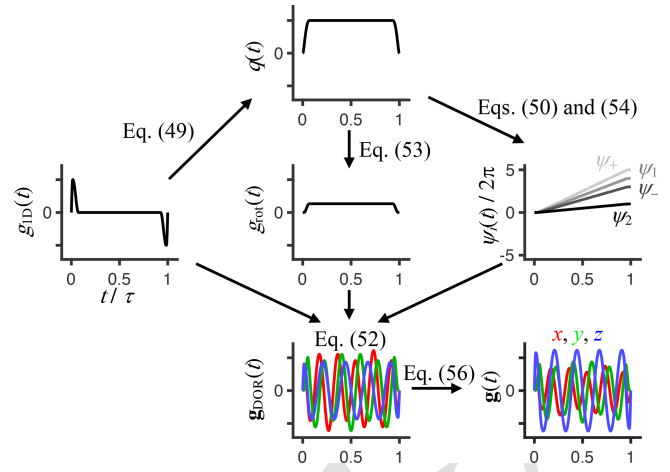 q(t)
0
0 0.5 1
Eq. (49)
Eq. (53)
Eqs. (50) and (54)
g1D(t)
0
0 0.5 1
t / τ
grot(t)
0
0 0.5 1
ψλ(t) / 2π
5
0
-5
ψ+
ψ1
ψ−
ψ2
0 0.5 1
Eq. (52)
gDOR(t)
0
0 0.5 1
Eq. (56)
x, y, z
g(t)
0
0 0.5 1